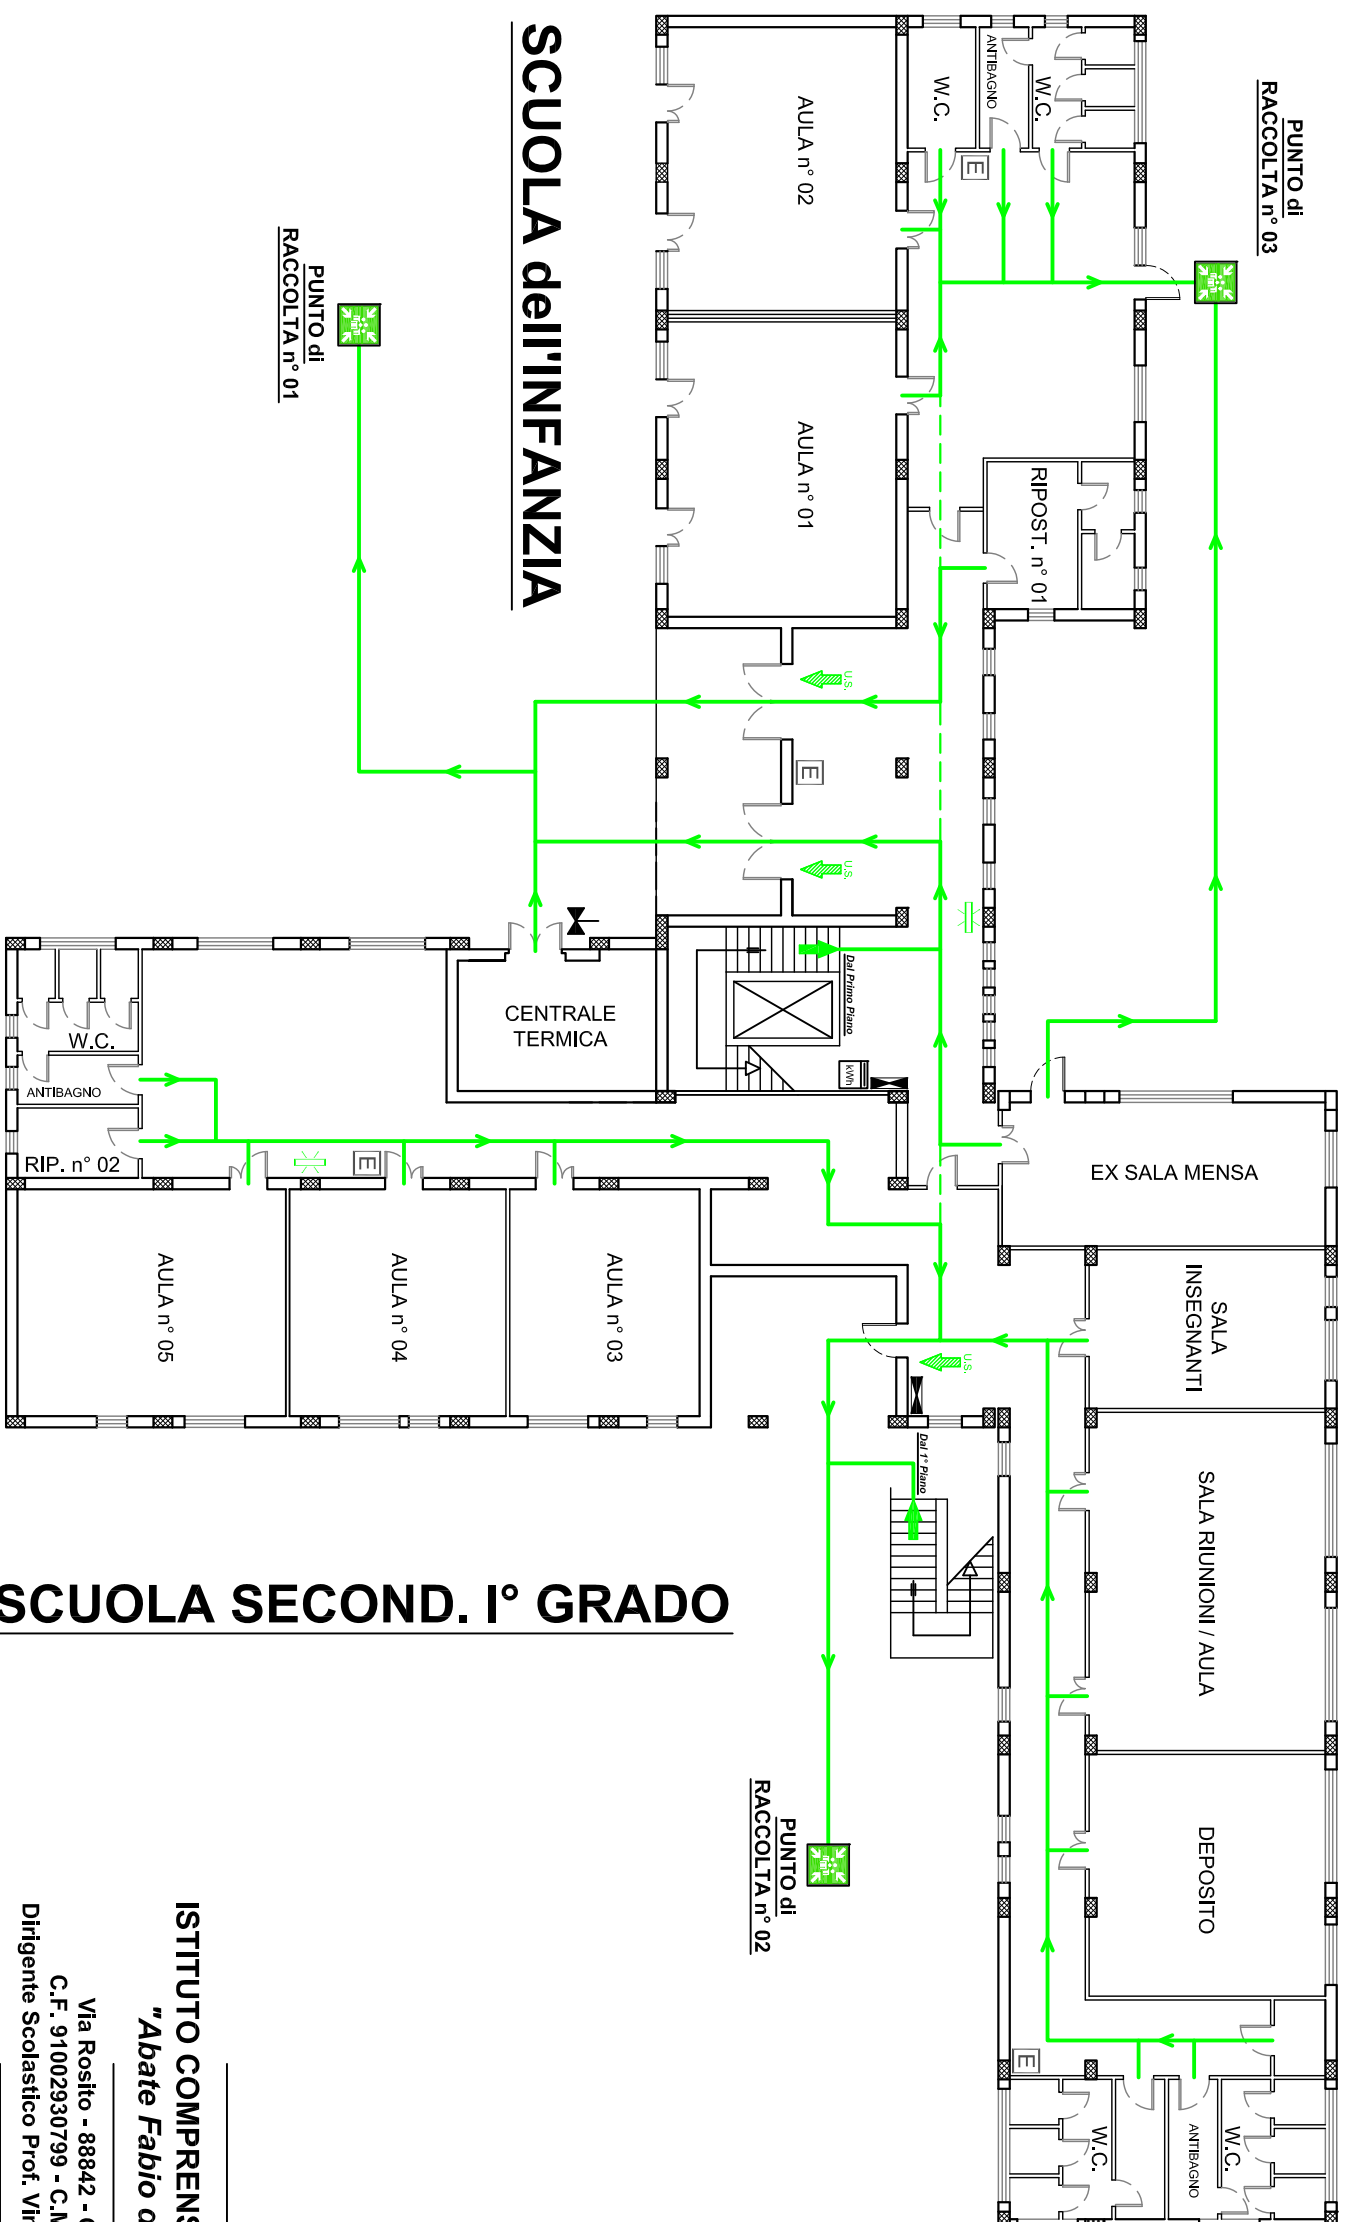 PUNTO di
RACCOLTA n° 03
W.C.
ANTIBAGNO
W.C.
E
AULA n° 02
SCUOLA dell'INFANZIA
PUNTO di
RACCOLTA n° 01
AULA n° 01
RIPOST. n° 01
U.S.
E
U.S.
Dal Primo Piano
kWh
CENTRALE
TERMICA
W.C.
ANTIBAGNO
RIP. n° 02
E
EX SALA MENSA
AULA n° 05
AULA n° 04
AULA n° 03
SALA
INSEGNANTI
U.S.
Dal 1° Piano
SALA RIUNIONI / AULA
SCUOLA SECOND. I° GRADO
PUNTO di
RACCOLTA n° 02
DEPOSITO
E
W.C.
ANTIBAGNO
W.C.
ISTITUTO COMPRENS
"Abate Fabio d
Via Rosito - 88842 -
C.F. 91002930799 - C.M
Dirigente Scolastico Prof. Vin